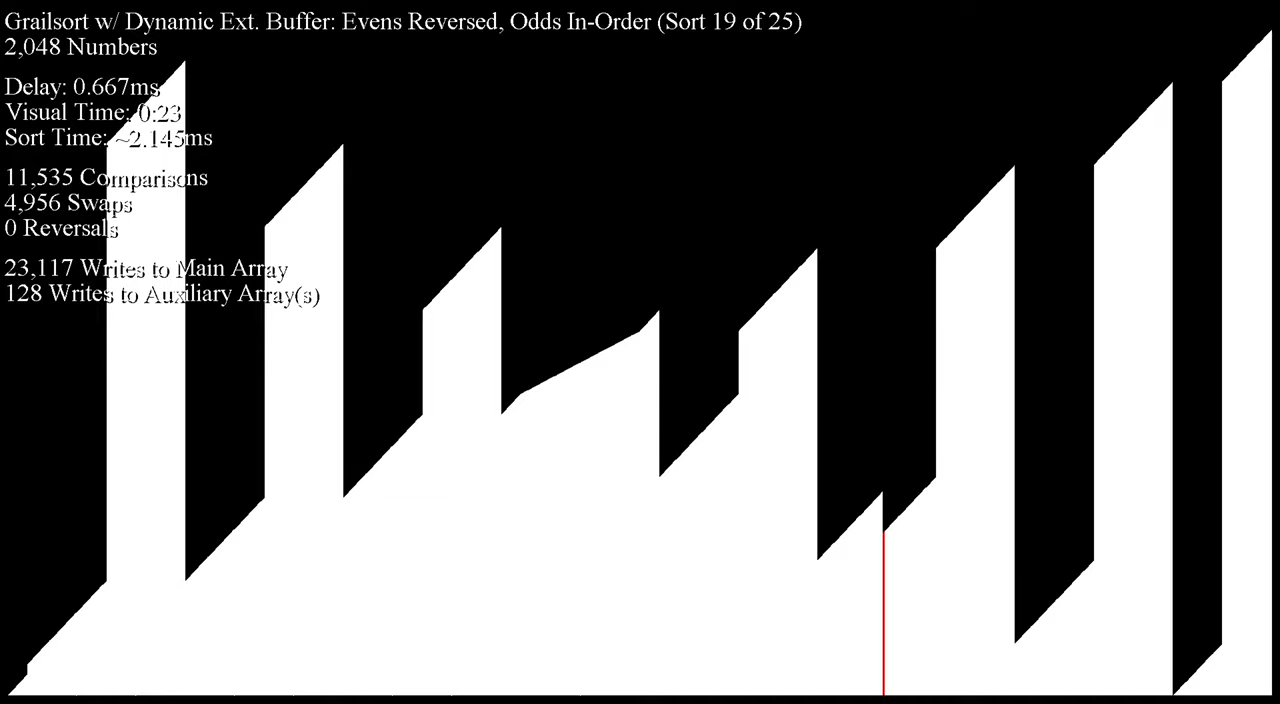 Grailsort w/ Dynamic Ext. Buffer: Evens Reversed, Odds In-Order (Sort 19 of 25)
2,048 Numbers
Delay: 0.667ms
Visual Time: 0:23
Sort Time: ~2.145ms
11,535 Comparisons
4,956 Swaps
0 Reversals
23,117 Writes to Main Array
128 Writes to Auxiliary Array(s)